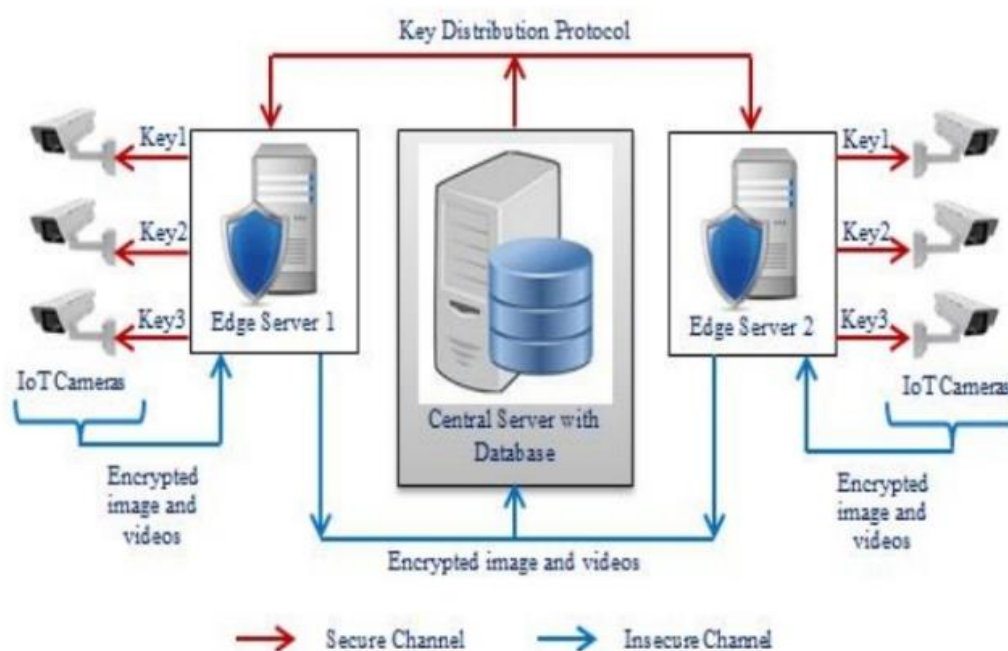 Key Distribution Protocol
Key1
Key1
Key2
Key2
Key3
Key3
Edge Server 1
Edge Server 2
IoT Cameras
IoT Cameras
Central Server with
Database
Encrypted
image and
videos
Encrypted
image and
videos
Encrypted image and videos
Secure Channel
Insecure Channel